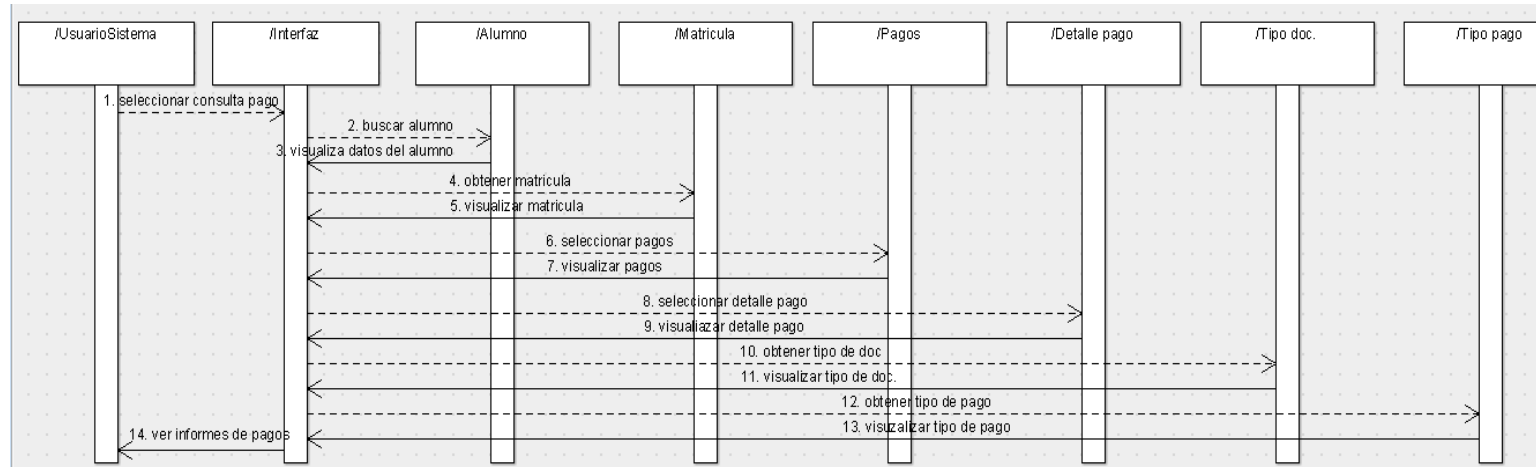 /UsuarioSistema
/Interfaz
/Alumno
/Matricula
/Pagos
/Detalle pago
/Tipo doc.
/Tipo pago
1. seleccionar consulta pago
2. buscar alumno
3. visualiza datos del alumno
4. obtener matricula
5. visualizar matricula
6. seleccionar pagos
7. visualizar pagos
8. seleccionar detalle pago
9. visualiazar detalle pago
10. obtener tipo de doc
11. visualizar tipo de doc.
12. obtener tipo de pago
13. visuzalizar tipo de pago
14. ver informes de pagos